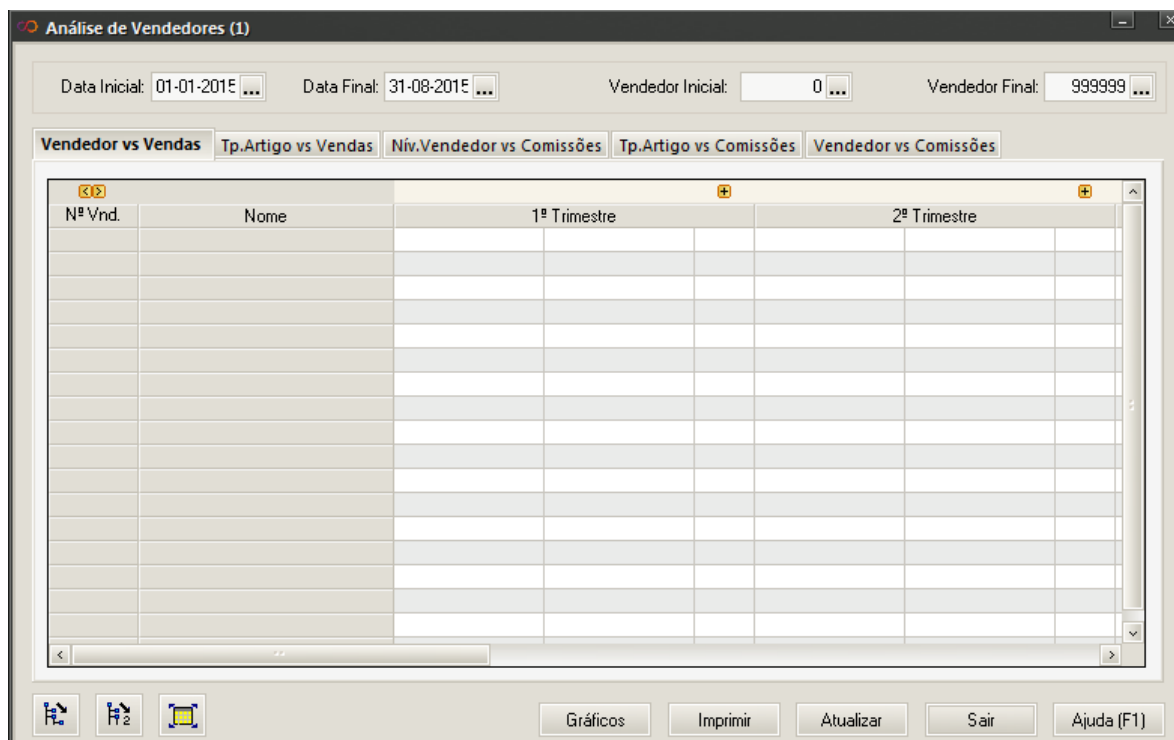 Análise de Vendedores (1)
Data Inicial: 01-01-2015 ... Data Final: 31-08-2015 ... Vendedor Inicial: 0 ... Vendedor Final: 999999 ...
Vendedor vs Vendas Tp.Artigo vs Vendas Nív.Vendedor vs Comissões Tp.Artigo vs Comissões Vendedor vs Comissões
Nº Vnd. Nome 1º Trimestre 2º Trimestre
Gráficos Imprimir Atualizar Sair Ajuda (F1)